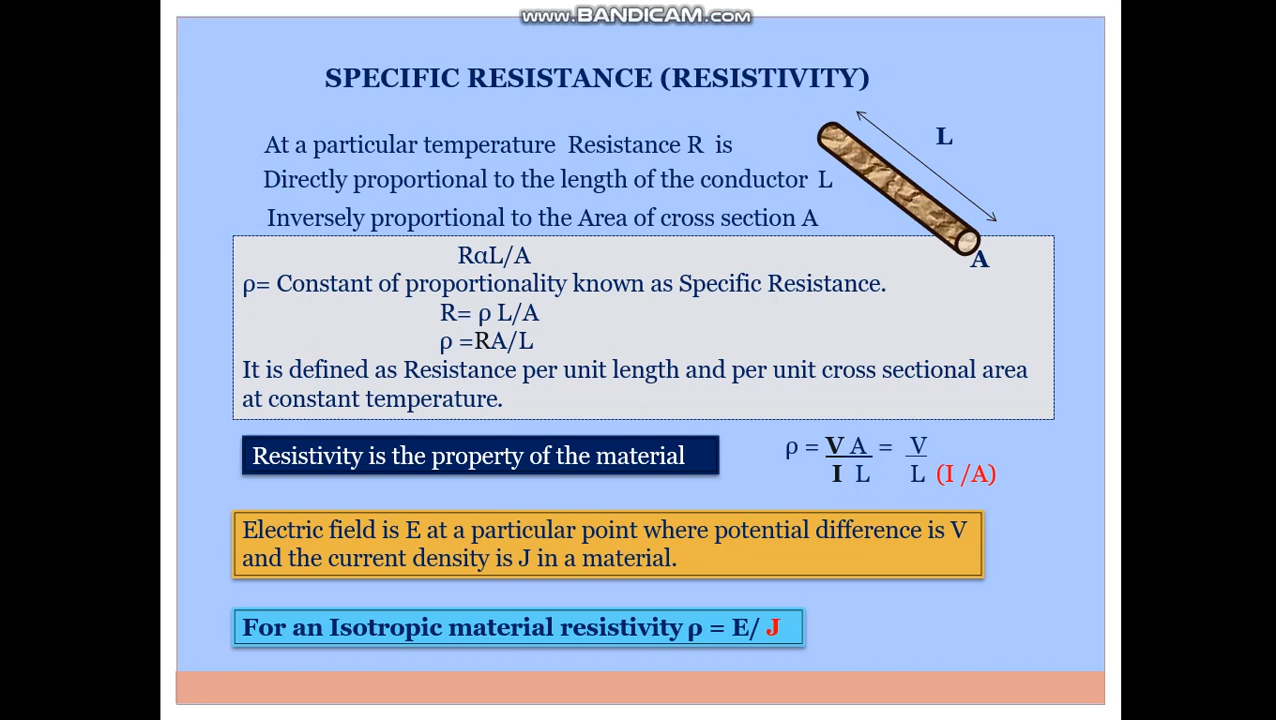 www.BANDICAM.com
SPECIFIC RESISTANCE (RESISTIVITY)
At a particular temperature Resistance R is
Directly proportional to the length of the conductor L
Inversely proportional to the Area of cross section A
L
A
RαL/A
ρ= Constant of proportionality known as Specific Resistance.
R= ρ L/A
ρ =RA/L
It is defined as Resistance per unit length and per unit cross sectional area
at constant temperature.
Resistivity is the property of the material
ρ = V A = V
I L L (I /A)
Electric field is E at a particular point where potential difference is V
and the current density is J in a material.
For an Isotropic material resistivity ρ = E/ J